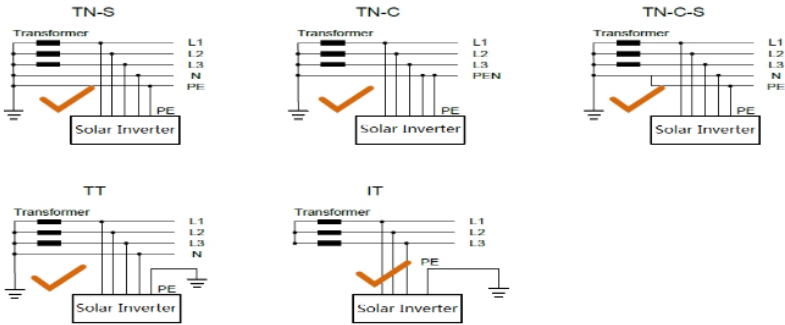 TN-S
Transformer
L1
L2
L3
N
PE
PE
Solar Inverter
TN-C
Transformer
L1
L2
L3
PEN
PE
Solar Inverter
TN-C-S
Transformer
L1
L2
L3
N
PE
PE
Solar Inverter
TT
Transformer
L1
L2
L3
N
PE
Solar Inverter
IT
Transformer
L1
L2
L3
PE
Solar Inverter